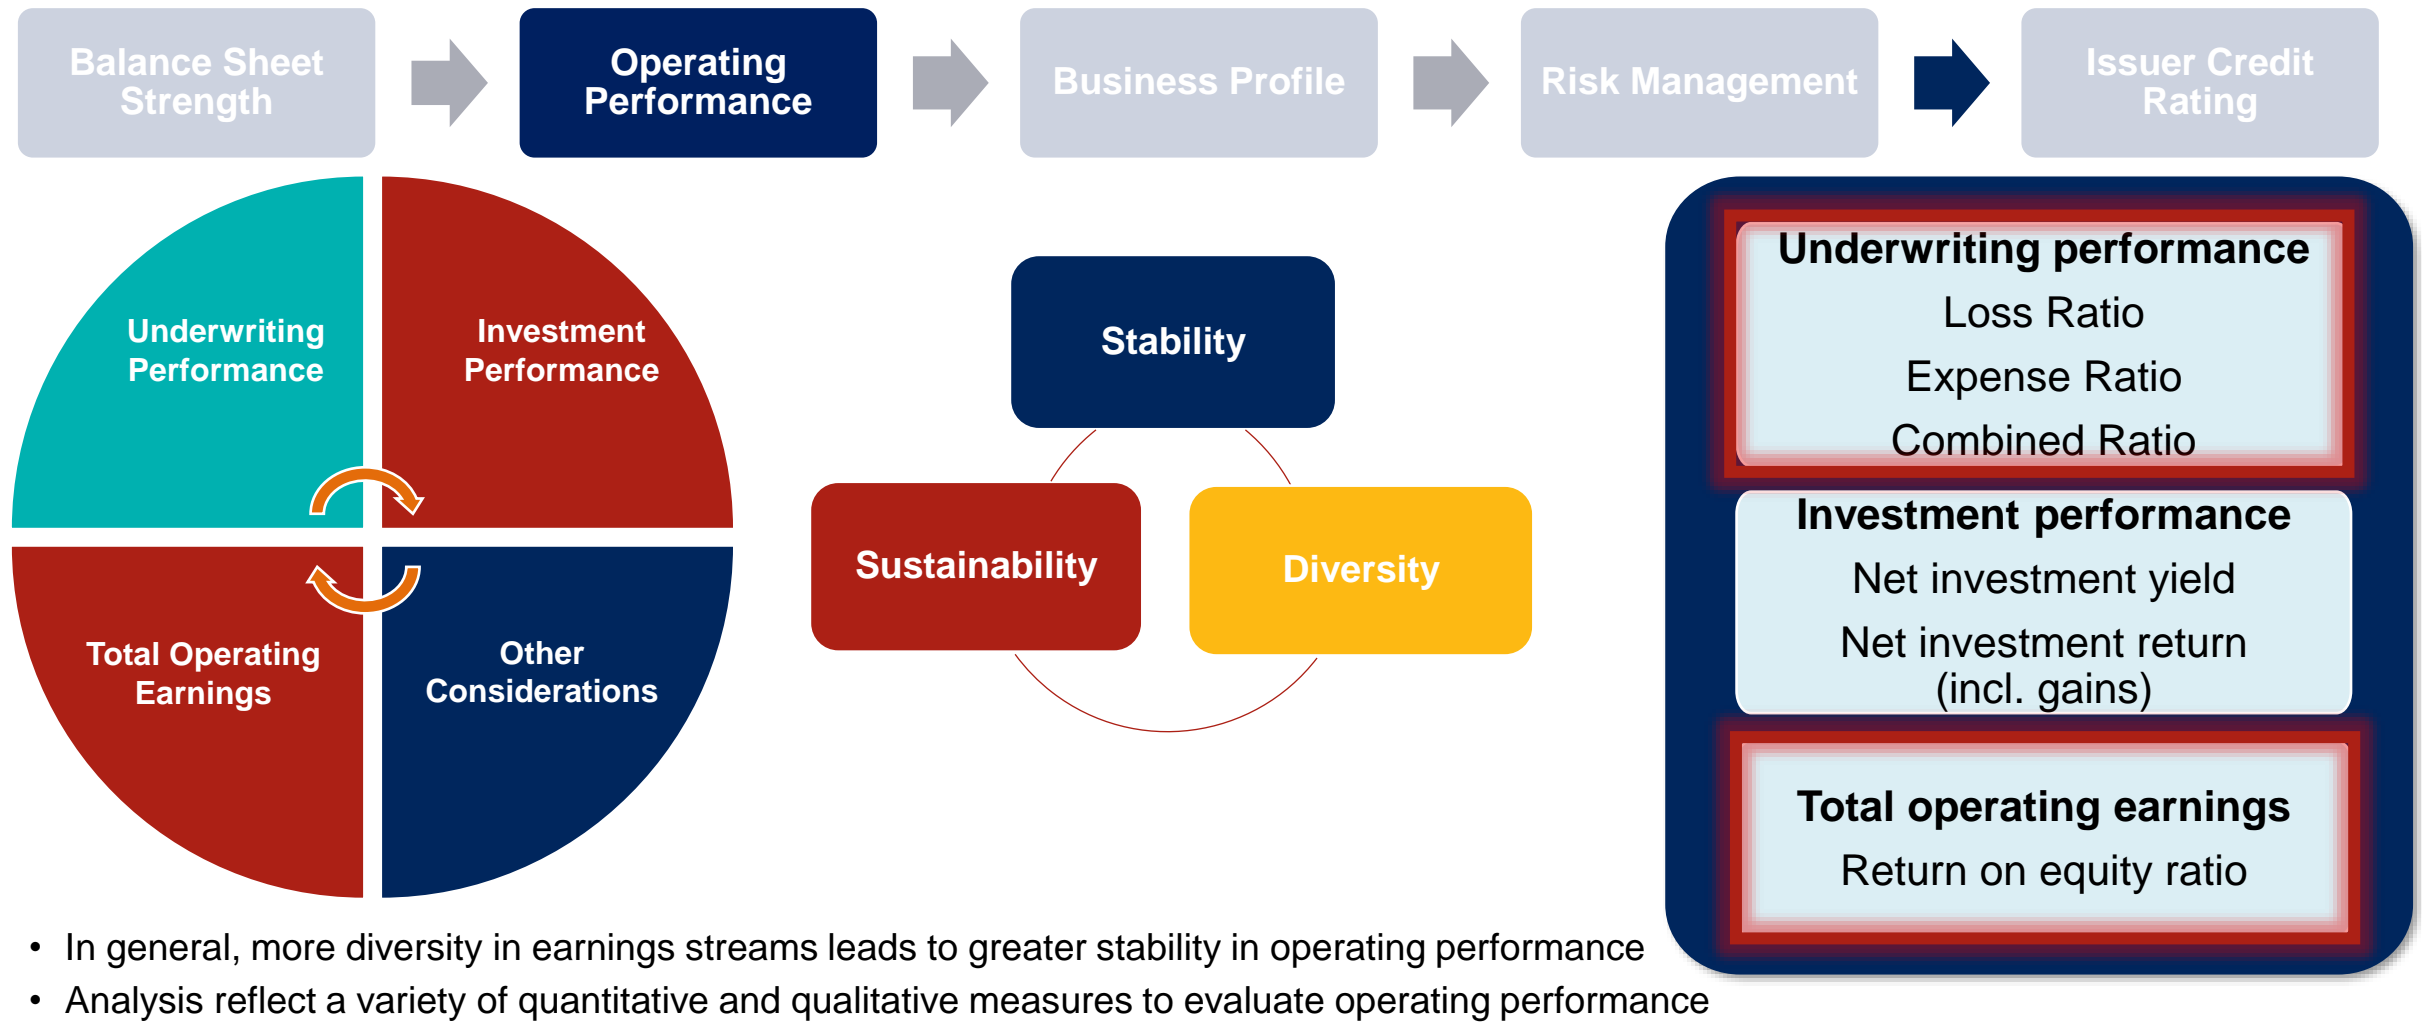 Balance Sheet
Strength
Operating
Performance
Business Profile
Risk Management
Issuer Credit
Rating
Underwriting
Performance
Investment
Performance
Total Operating
Earnings
Other
Considerations
Stability
Sustainability
Diversity
Underwriting performance
Loss Ratio
Expense Ratio
Combined Ratio
Investment performance
Net investment yield
Net investment return
(incl. gains)
Total operating earnings
Return on equity ratio
• In general, more diversity in earnings streams leads to greater stability in operating performance
• Analysis reflect a variety of quantitative and qualitative measures to evaluate operating performance